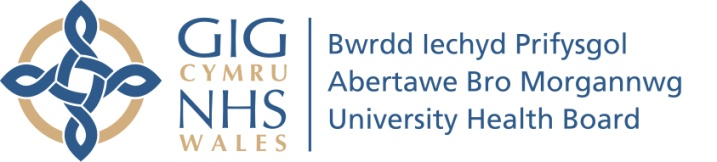 GIG
CYMRU
NHS
WALES
Bwrdd Iechyd Prifysgol
Abertawe Bro Morgannwg
University Health Board